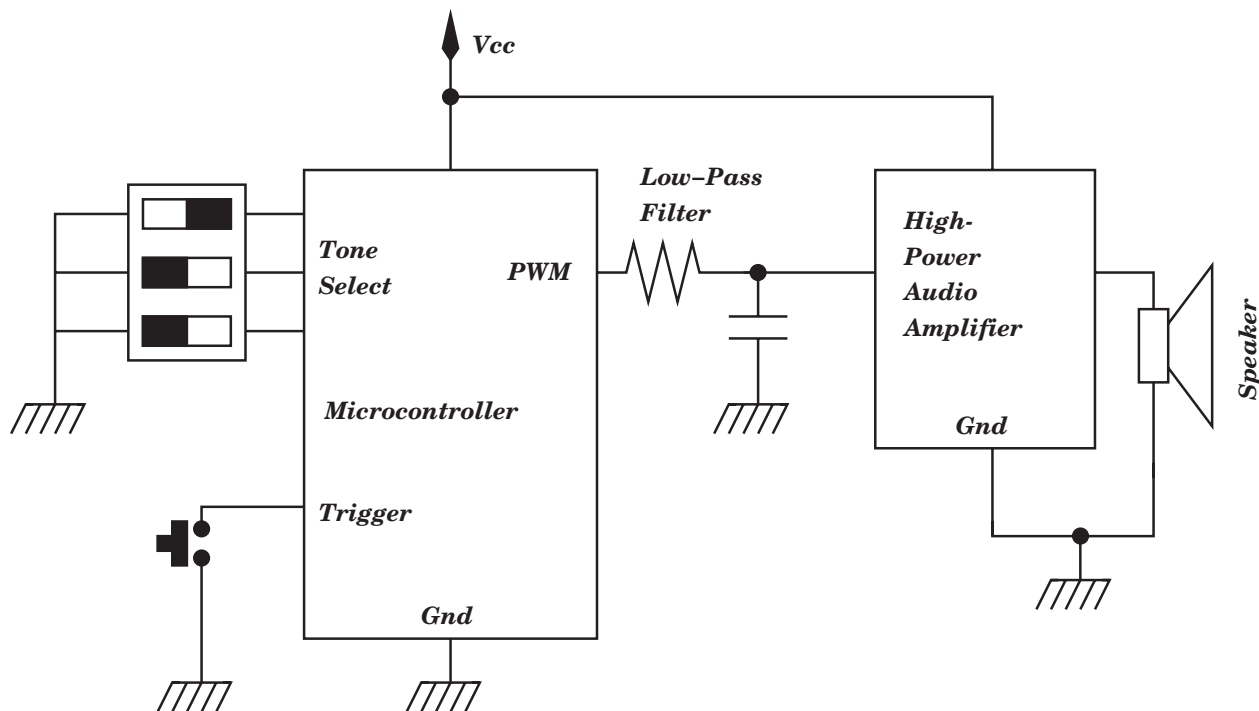 Vcc
Low–Pass
Filter
High-
Power
Audio
Amplifier
Tone
Select
PWM
Speaker
Microcontroller
Gnd
Trigger
Gnd